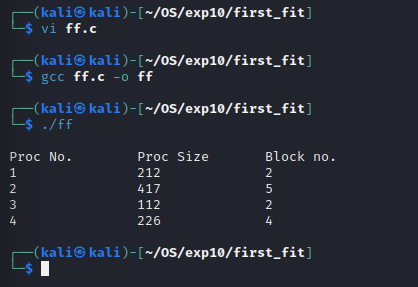 ┌──(kali㉿kali)-[~/OS/exp10/first_fit]
└─$ vi ff.c
┌──(kali㉿kali)-[~/OS/exp10/first_fit]
└─$ gcc ff.c -o ff
┌──(kali㉿kali)-[~/OS/exp10/first_fit]
└─$ ./ff
Proc No.        Proc Size       Block no.
1               212             2
2               417             5
3               112             2
4               226             4
┌──(kali㉿kali)-[~/OS/exp10/first_fit]
└─$